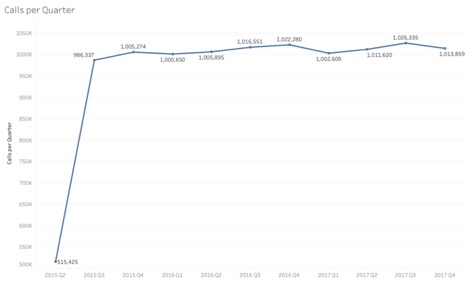 Calls per Quarter
1050K
1,026,335
1,022,280
1,016,551
1,005,274
1,013,859
1,011,620
1000K
986,337
1,000,650
1,005,895
1,002,609
950K
900K
850K
800K
Calls per Quarter
750K
700K
650K
600K
550K
500K
515,425
2015 Q2 2015 Q3 2015 Q4 2016 Q1 2016 Q2 2016 Q3 2016 Q4 2017 Q1 2017 Q2 2017 Q3 2017 Q4